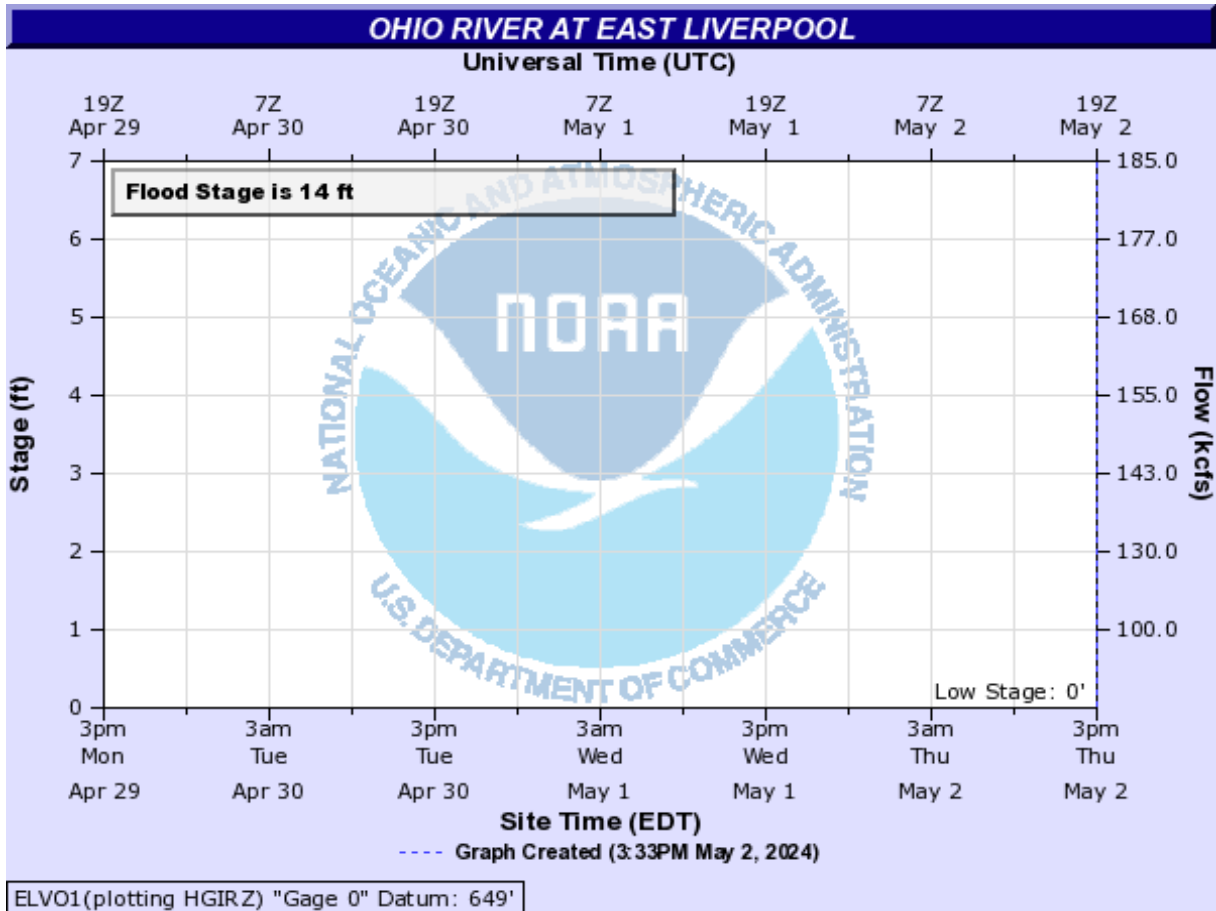 OHIO RIVER AT EAST LIVERPOOL
Universal Time (UTC)
19Z 7Z 19Z 7Z 19Z 7Z 19Z
Apr 29 Apr 30 Apr 30 May 1 May 1 May 2 May 2
Flood Stage is 14 ft
7 185.0
6 177.0
5 168.0
4 155.0
3 143.0
2 130.0
1 100.0
0
Stage (ft)
Flow (kcfs)
NATIONAL OCEANIC AND ATMOSPHERIC ADMINISTRATION
NOAA
U.S. DEPARTMENT OF COMMERCE
Low Stage: 0'
3pm 3am 3pm 3am 3pm 3am 3pm
Mon Tue Tue Wed Wed Thu Thu
Apr 29 Apr 30 Apr 30 May 1 May 1 May 2 May 2
Site Time (EDT)
---- Graph Created (3:33PM May 2, 2024)
ELVO1(plotting HGIRZ) "Gage 0" Datum: 649'